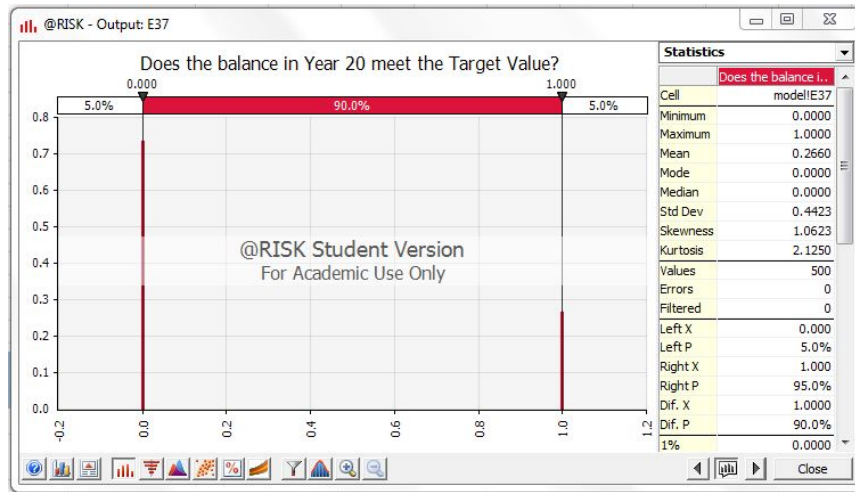 @RISK - Output: E37
Does the balance in Year 20 meet the Target Value?
0.000 1.000
5.0% 90.0% 5.0%
0.8
0.7
0.6
0.5
0.4
0.3
0.2
0.1
0.0
-0.2 0.0 0.2 0.4 0.6 0.8 1.0 1.2
@RISK Student Version
For Academic Use Only
Statistics
Does the balance i..
Cell model!E37
Minimum 0.0000
Maximum 1.0000
Mean 0.2660
Mode 0.0000
Median 0.0000
Std Dev 0.4423
Skewness 1.0623
Kurtosis 2.1250
Values 500
Errors 0
Filtered 0
Left X 0.000
Left P 5.0%
Right X 1.000
Right P 95.0%
Dif. X 1.0000
Dif. P 90.0%
1% 0.0000
Close